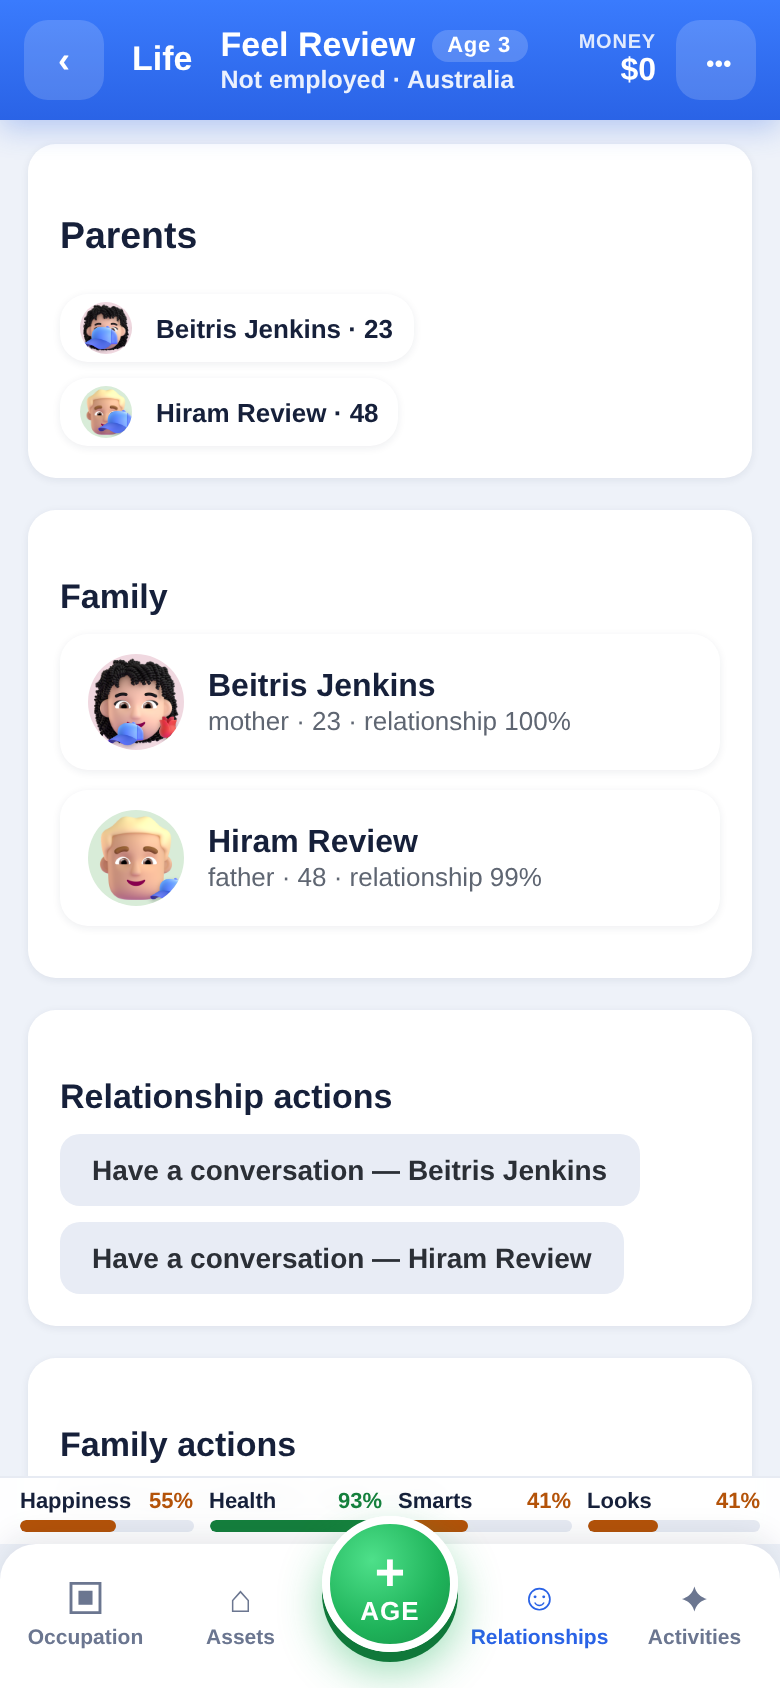 ‹
Life
Feel Review Age 3
Not employed · Australia
MONEY
$0
•••
Parents
Beitris Jenkins · 23
Hiram Review · 48
Family
Beitris Jenkins
mother · 23 · relationship 100%
Hiram Review
father · 48 · relationship 99%
Relationship actions
Have a conversation — Beitris Jenkins
Have a conversation — Hiram Review
Family actions
Happiness 55% Health 93% Smarts 41% Looks 41%
+
AGE
Occupation
Assets
Relationships
Activities